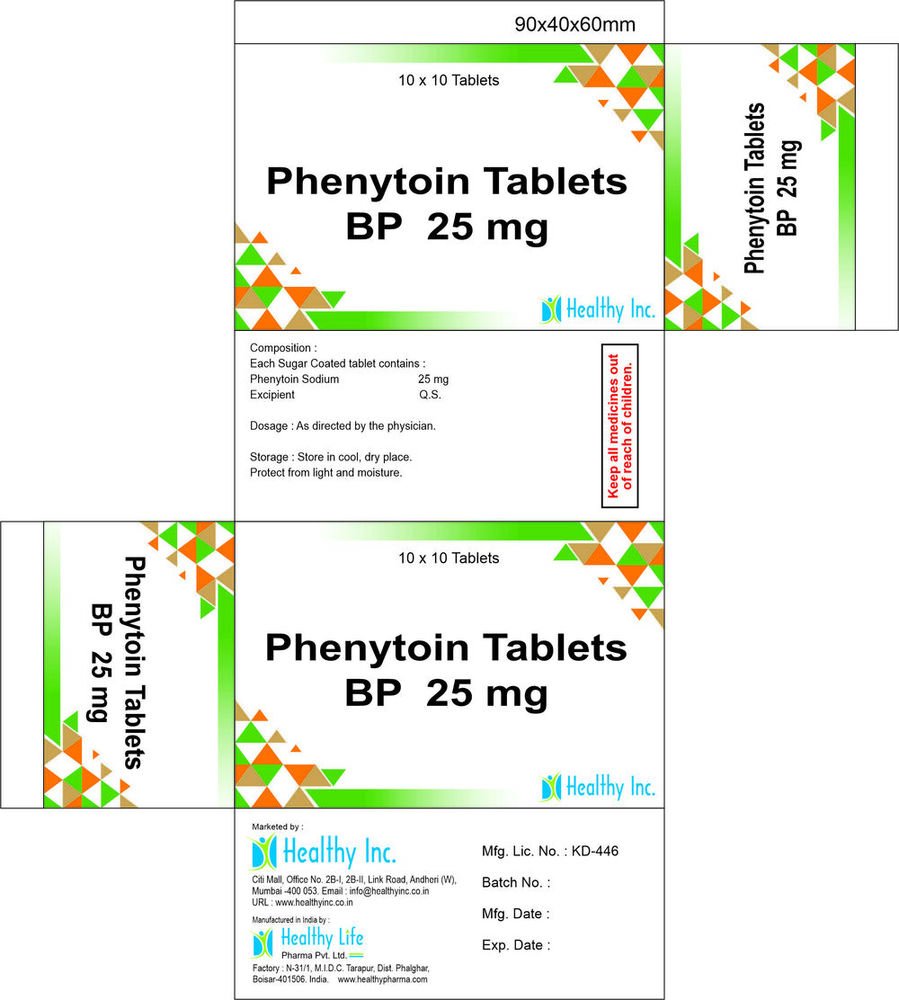 90x40x60mm
10 x 10 Tablets
Phenytoin Tablets
BP 25 mg
Healthy Inc.
Phenytoin Tablets
BP 25 mg
Composition :
Each Sugar Coated tablet contains :
Phenytoin Sodium 25 mg
Excipient Q.S.
Dosage : As directed by the physician.
Storage : Store in cool, dry place.
Protect from light and moisture.
Keep all medicines out
of reach of children.
Phenytoin Tablets
BP 25 mg
10 x 10 Tablets
Phenytoin Tablets
BP 25 mg
Healthy Inc.
Marketed by :
Healthy Inc.
Citi Mall, Office No. 2B-I, 2B-II, Link Road, Andheri (W),
Mumbai -400 053. Email : info@healthyinc.co.in
URL : www.healthyinc.co.in
Manufactured in India by :
Healthy Life
Pharma Pvt. Ltd.
Factory : N-31/1, M.I.D.C. Tarapur, Dist. Phalghar,
Boisar-401506. India. www.healthypharma.com
Mfg. Lic. No. : KD-446
Batch No. :
Mfg. Date :
Exp. Date :